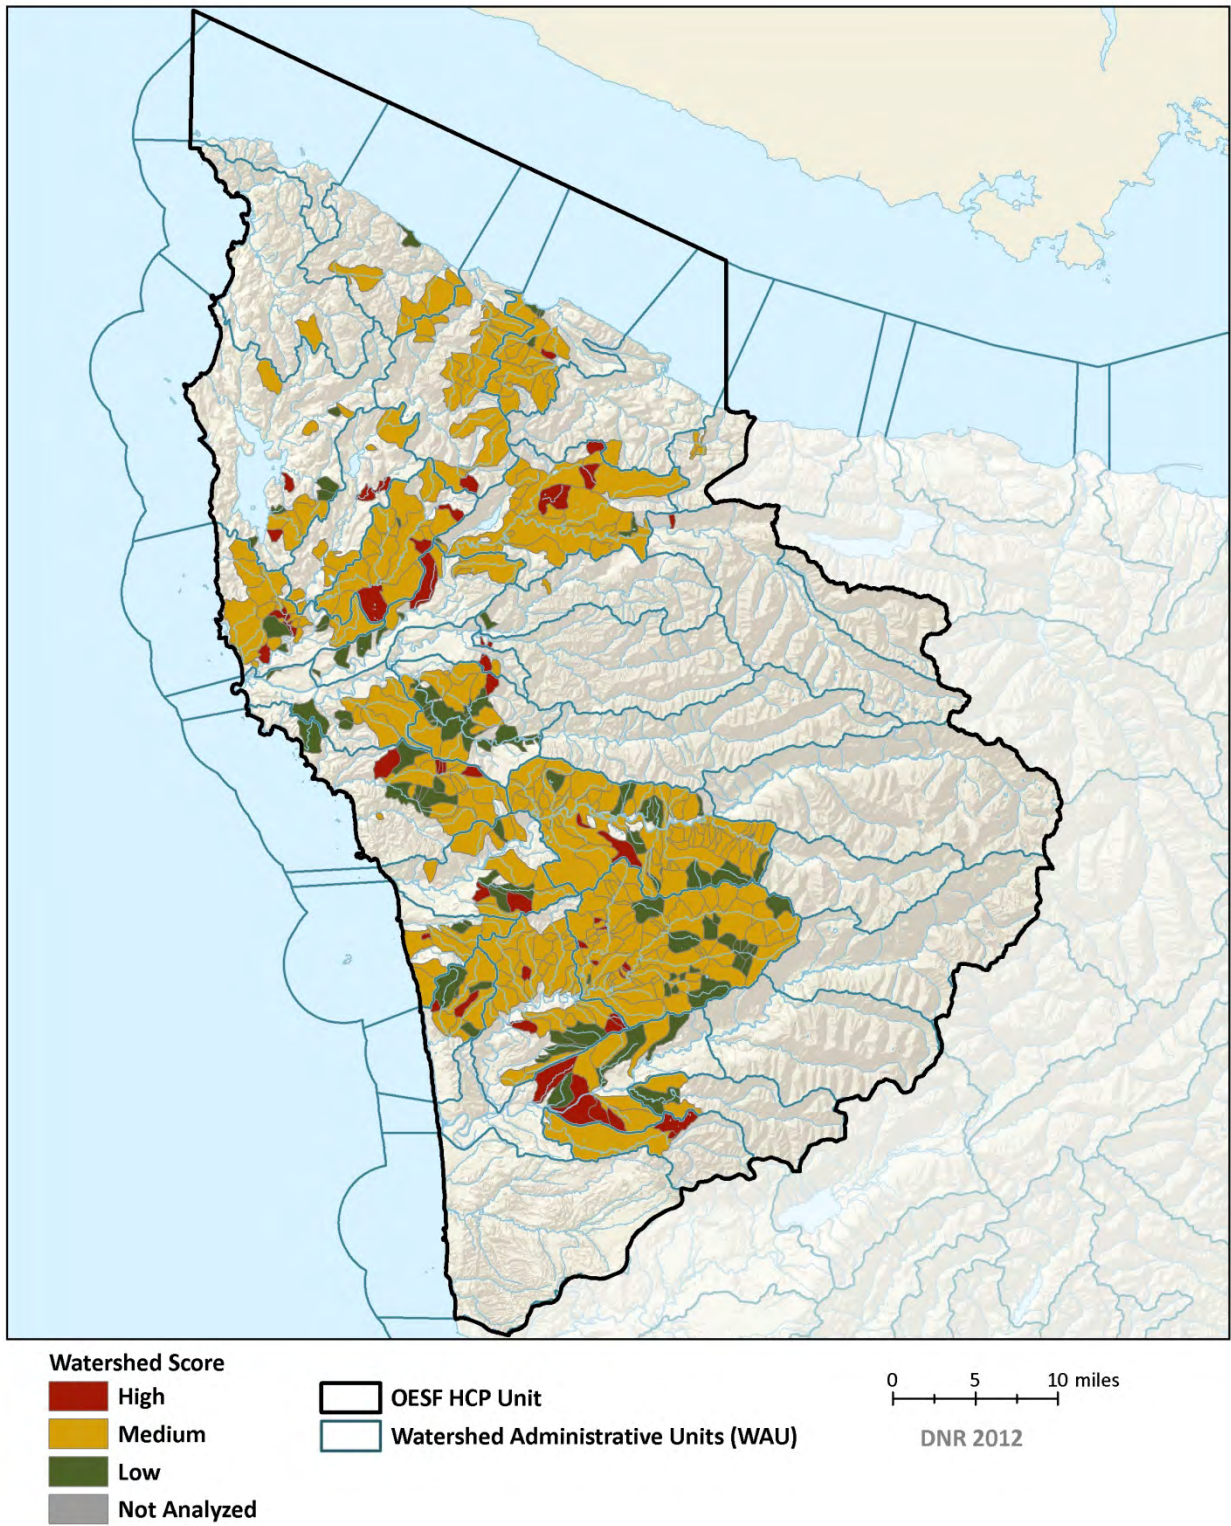 Watershed Score
High
Medium
Low
Not Analyzed
OESF HCP Unit
Watershed Administrative Units (WAU)
0 5 10 miles
DNR 2012